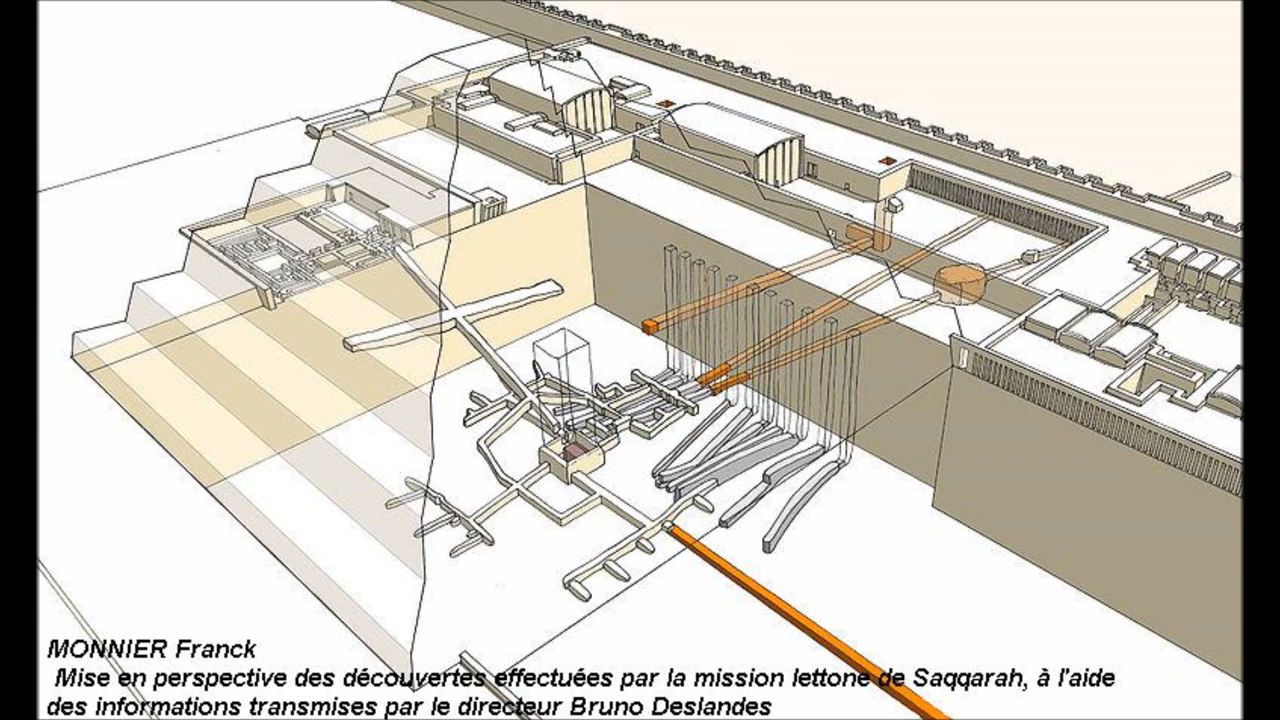 MONNIER Franck
Mise en perspective des découvertes effectuées par la mission lettone de Saqqarah, à l'aide
des informations transmises par le directeur Bruno Deslandes